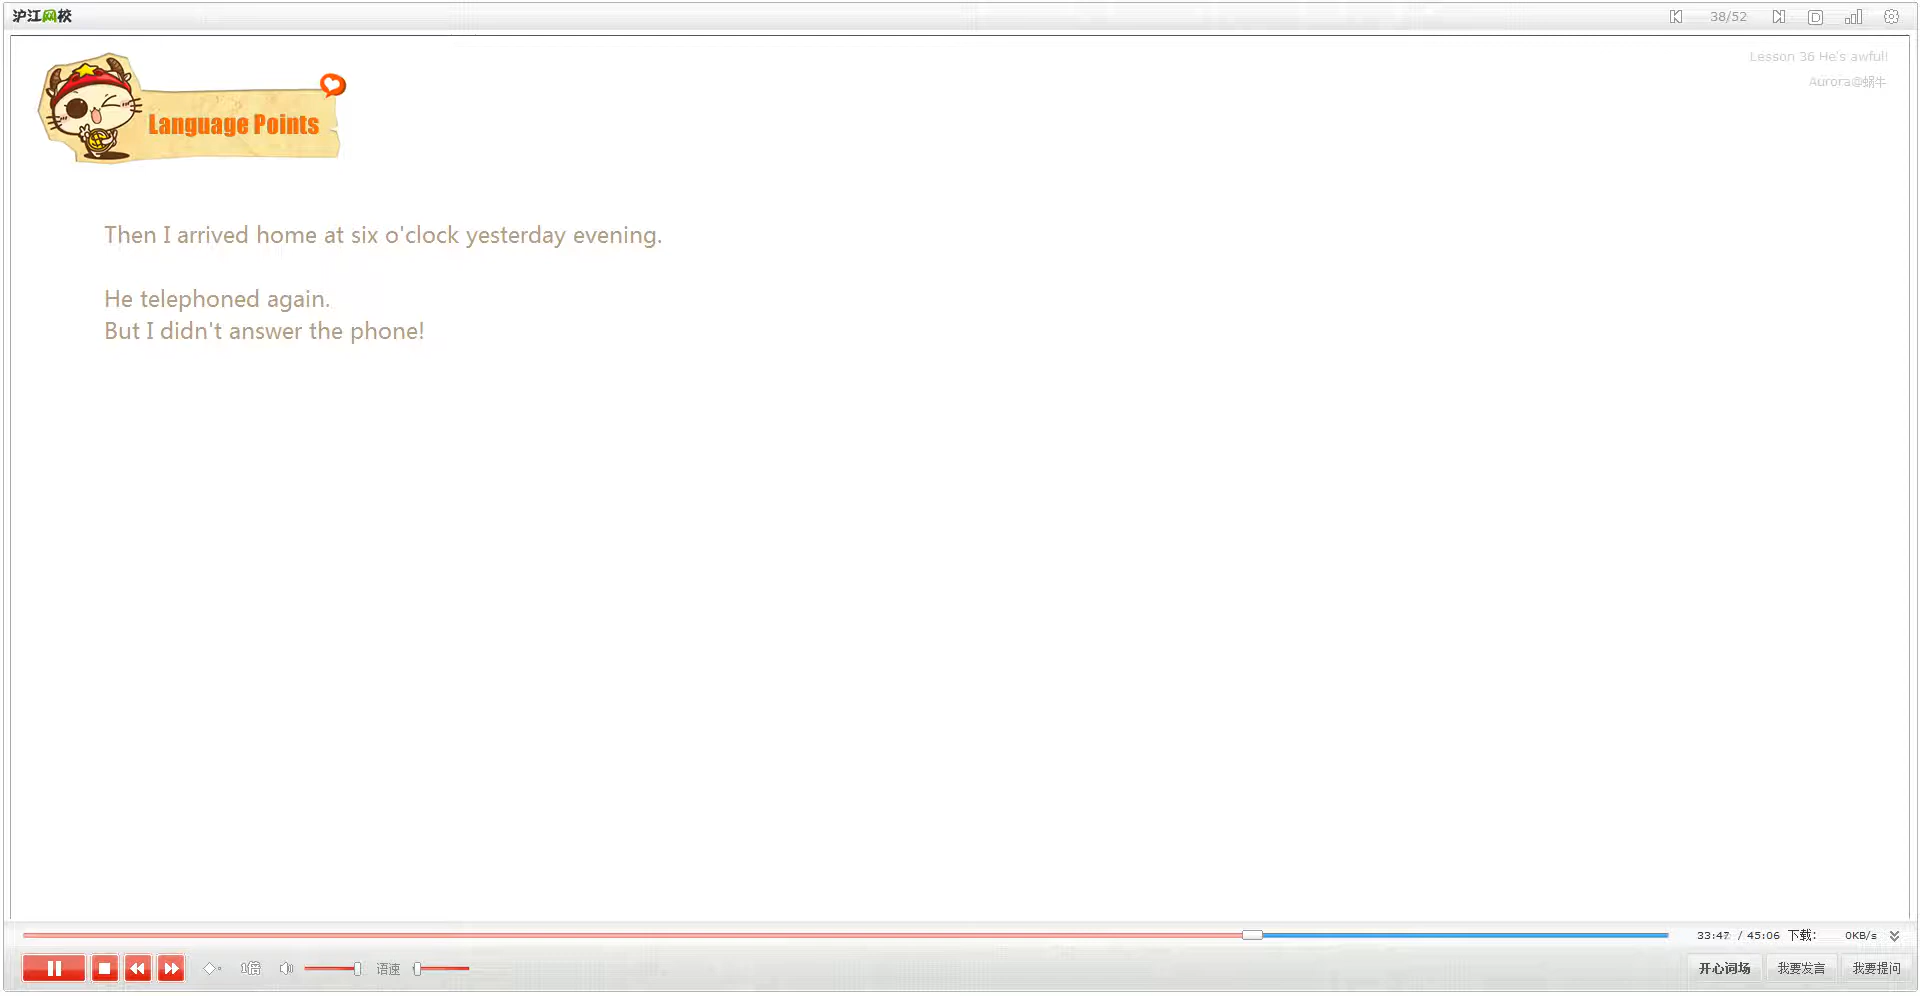 沪江网校
38/52
Lesson 36 He's awful!
Aurora@蜗牛
Language Points
Then I arrived home at six o'clock yesterday evening.
He telephoned again.
But I didn't answer the phone!
33:47 / 45:06 下载: 0KB/s
1倍 语速
开心词场 我要发言 我要提问